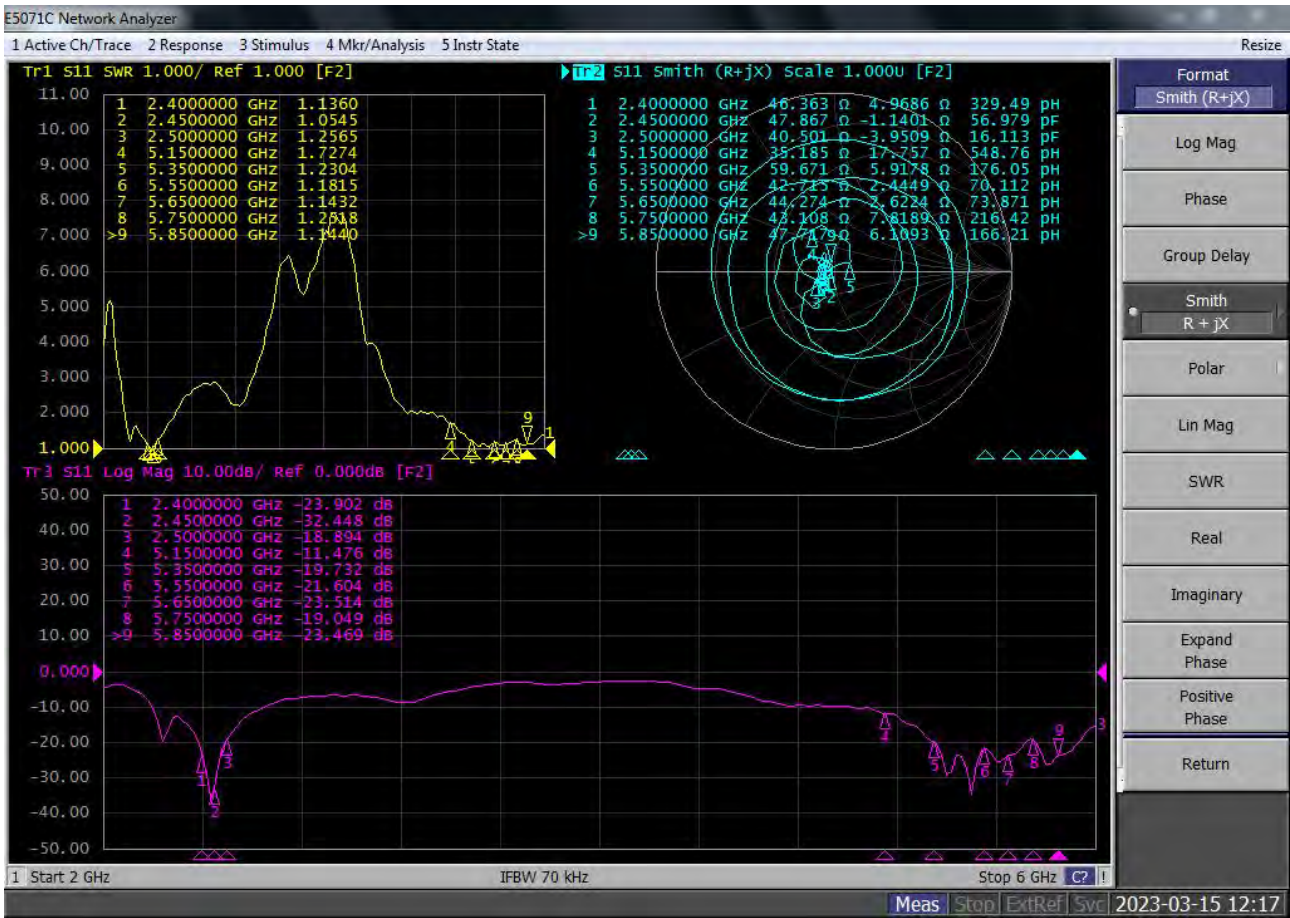 E5071C Network Analyzer
1 Active Ch/Trace 2 Response 3 Stimulus 4 Mkr/Analysis 5 Instr State Resize
Tr1 S11 SWR 1.000/ Ref 1.000 [F2]
11.00
10.00
9.000
8.000
7.000
6.000
5.000
4.000
3.000
2.000
1.000
1 2.4000000 GHz 1.1360
2 2.4500000 GHz 1.0545
3 2.5000000 GHz 1.2565
4 5.1500000 GHz 1.7274
5 5.3500000 GHz 1.2304
6 5.5500000 GHz 1.1815
7 5.6500000 GHz 1.1432
8 5.7500000 GHz 1.2518
>9 5.8500000 GHz 1.1440
Tr2 S11 Smith (R+jX) Scale 1.000U [F2]
1 2.4000000 GHz 46.363 Ω 4.9686 Ω 329.49 pH
2 2.4500000 GHz 47.867 Ω -1.1401 Ω 56.979 pF
3 2.5000000 GHz 40.501 Ω -3.9509 Ω 16.113 pF
4 5.1500000 GHz 35.185 Ω 17.757 Ω 548.76 pH
5 5.3500000 GHz 59.671 Ω 5.9178 Ω 176.05 pH
6 5.5500000 GHz 42.715 Ω 2.4449 Ω 70.112 pH
7 5.6500000 GHz 44.274 Ω 2.6224 Ω 73.871 pH
8 5.7500000 GHz 43.108 Ω 7.8189 Ω 216.42 pH
>9 5.8500000 GHz 47.717 Ω 6.1093 Ω 166.21 pH
Tr3 S11 Log Mag 10.00dB/ Ref 0.000dB [F2]
50.00
40.00
30.00
20.00
10.00
0.000
-10.00
-20.00
-30.00
-40.00
-50.00
1 2.4000000 GHz -23.902 dB
2 2.4500000 GHz -32.448 dB
3 2.5000000 GHz -18.894 dB
4 5.1500000 GHz -11.476 dB
5 5.3500000 GHz -19.732 dB
6 5.5500000 GHz -21.604 dB
7 5.6500000 GHz -23.514 dB
8 5.7500000 GHz -19.049 dB
>9 5.8500000 GHz -23.469 dB
1 Start 2 GHz IFBW 70 kHz Stop 6 GHz C? !
Meas Stop ExtRef Svc 2023-03-15 12:17
Format
Smith (R+jX)
Log Mag
Phase
Group Delay
Smith
R + jX
Polar
Lin Mag
SWR
Real
Imaginary
Expand
Phase
Positive
Phase
Return